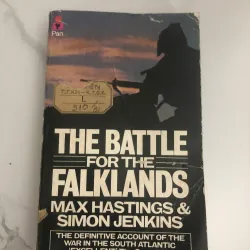 Pan
L
THE BATTLE
FOR THE
FALKLANDS
MAX HASTINGS &
SIMON JENKINS
THE DEFINITIVE ACCOUNT OF THE
WAR IN THE SOUTH ATLANTIC